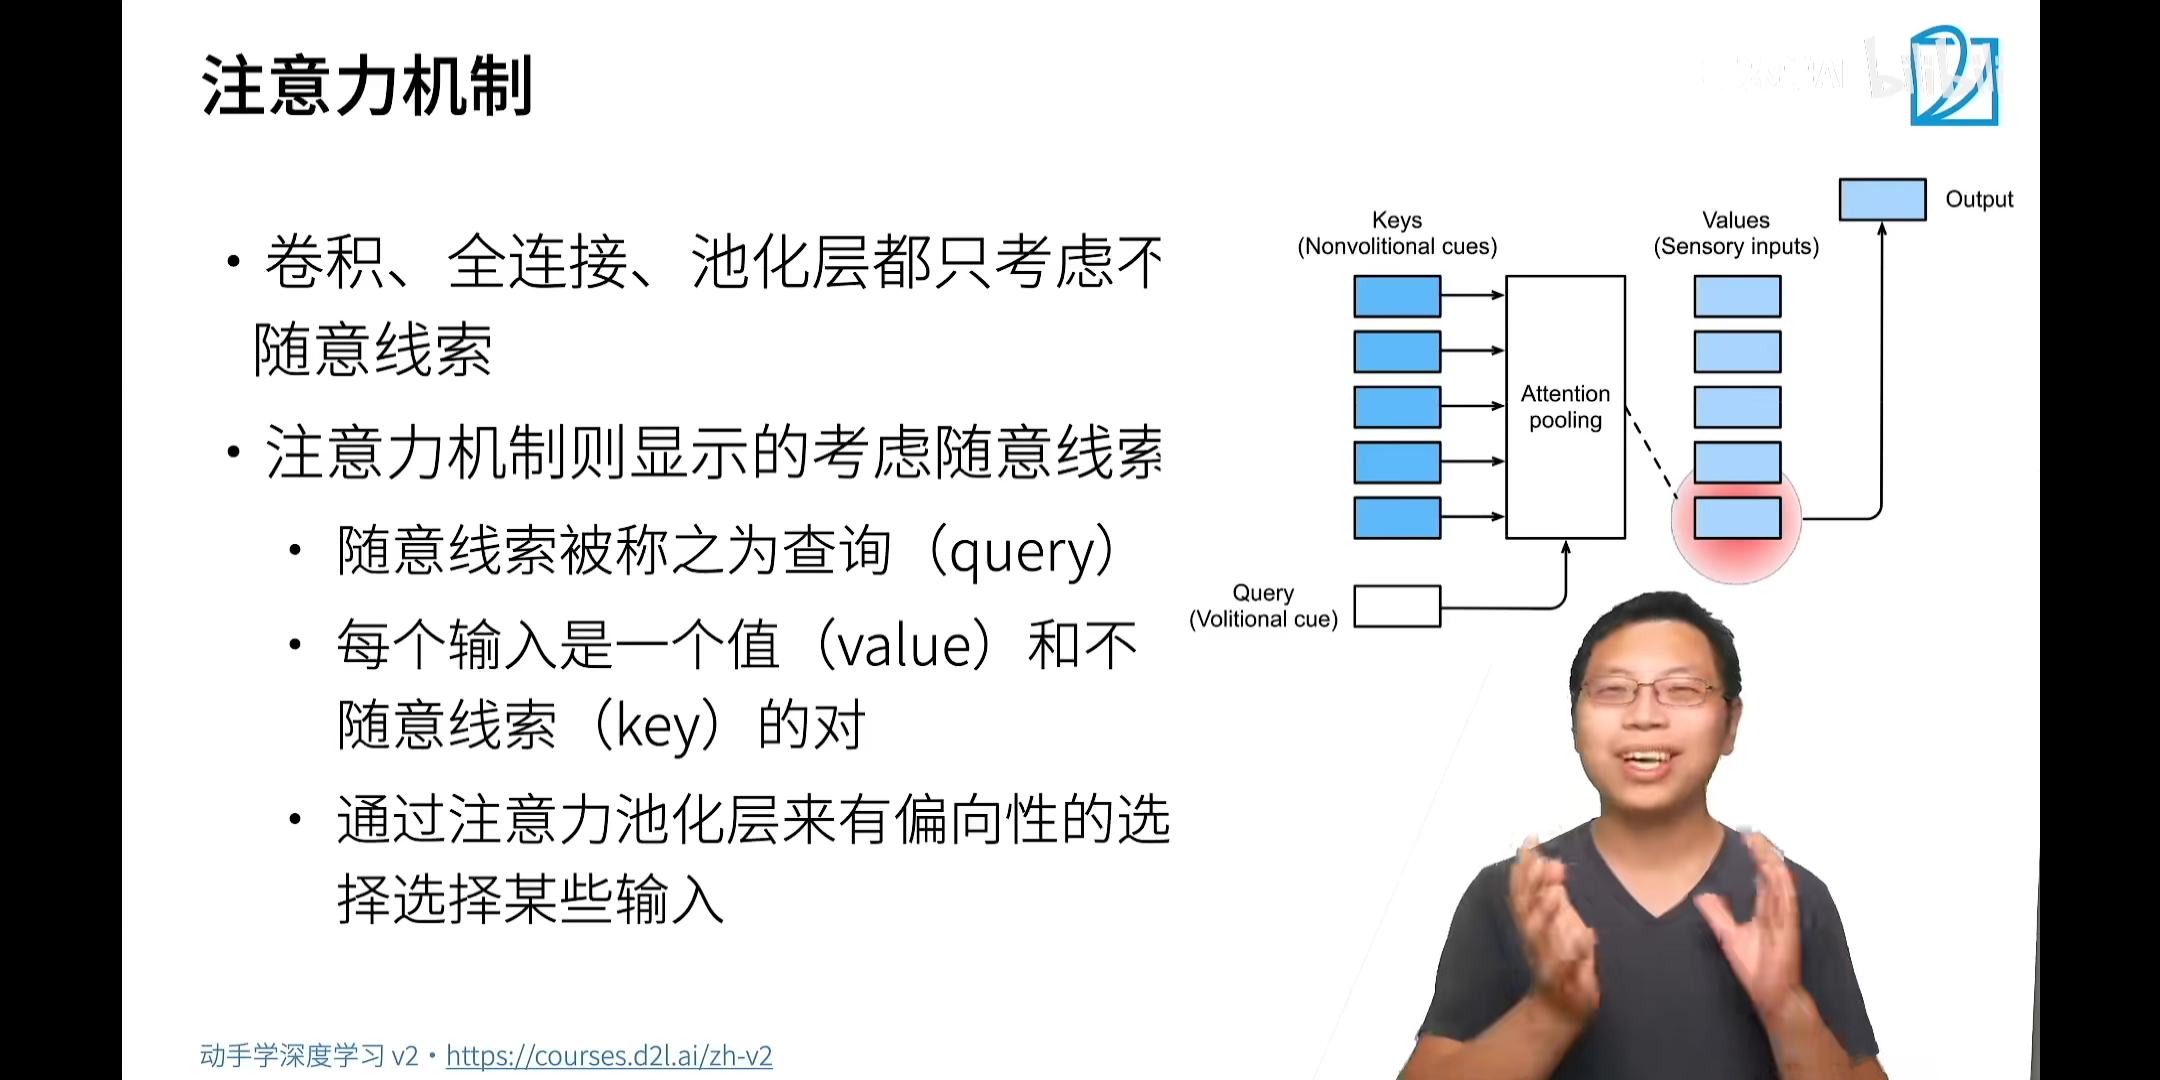 注意力机制
• 卷积、全连接、池化层都只考虑不
随意线索
• 注意力机制则显示的考虑随意线索
• 随意线索被称之为查询（query）
• 每个输入是一个值（value）和不
随意线索（key）的对
• 通过注意力池化层来有偏向性的选
择选择某些输入
Output
Keys
(Nonvolitional cues)
Values
(Sensory inputs)
Attention
pooling
Query
(Volitional cue)
动手学深度学习 v2 • https://courses.d2l.ai/zh-v2
bilibili